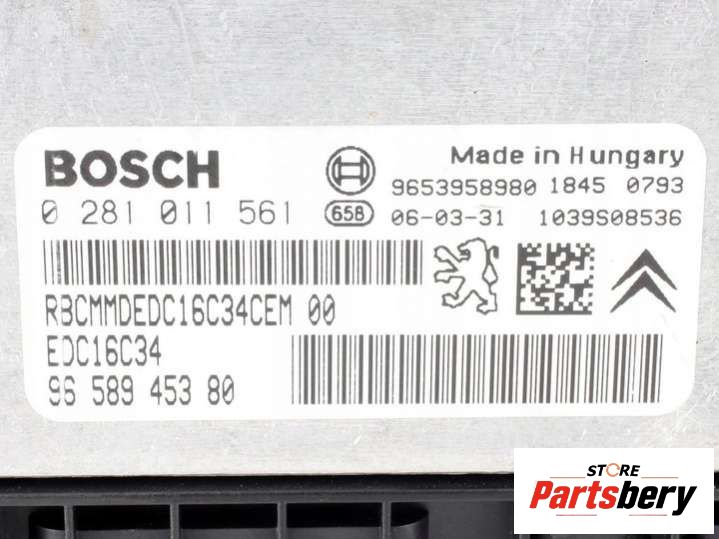 BOSCH
Made in Hungary
9653958980 1845 0793
0 281 011 561
658
06-03-31
1039S08536
RBCMMDEDC16C34CEM 00
EDC16C34
96 589 453 80
STORE
Partsbery